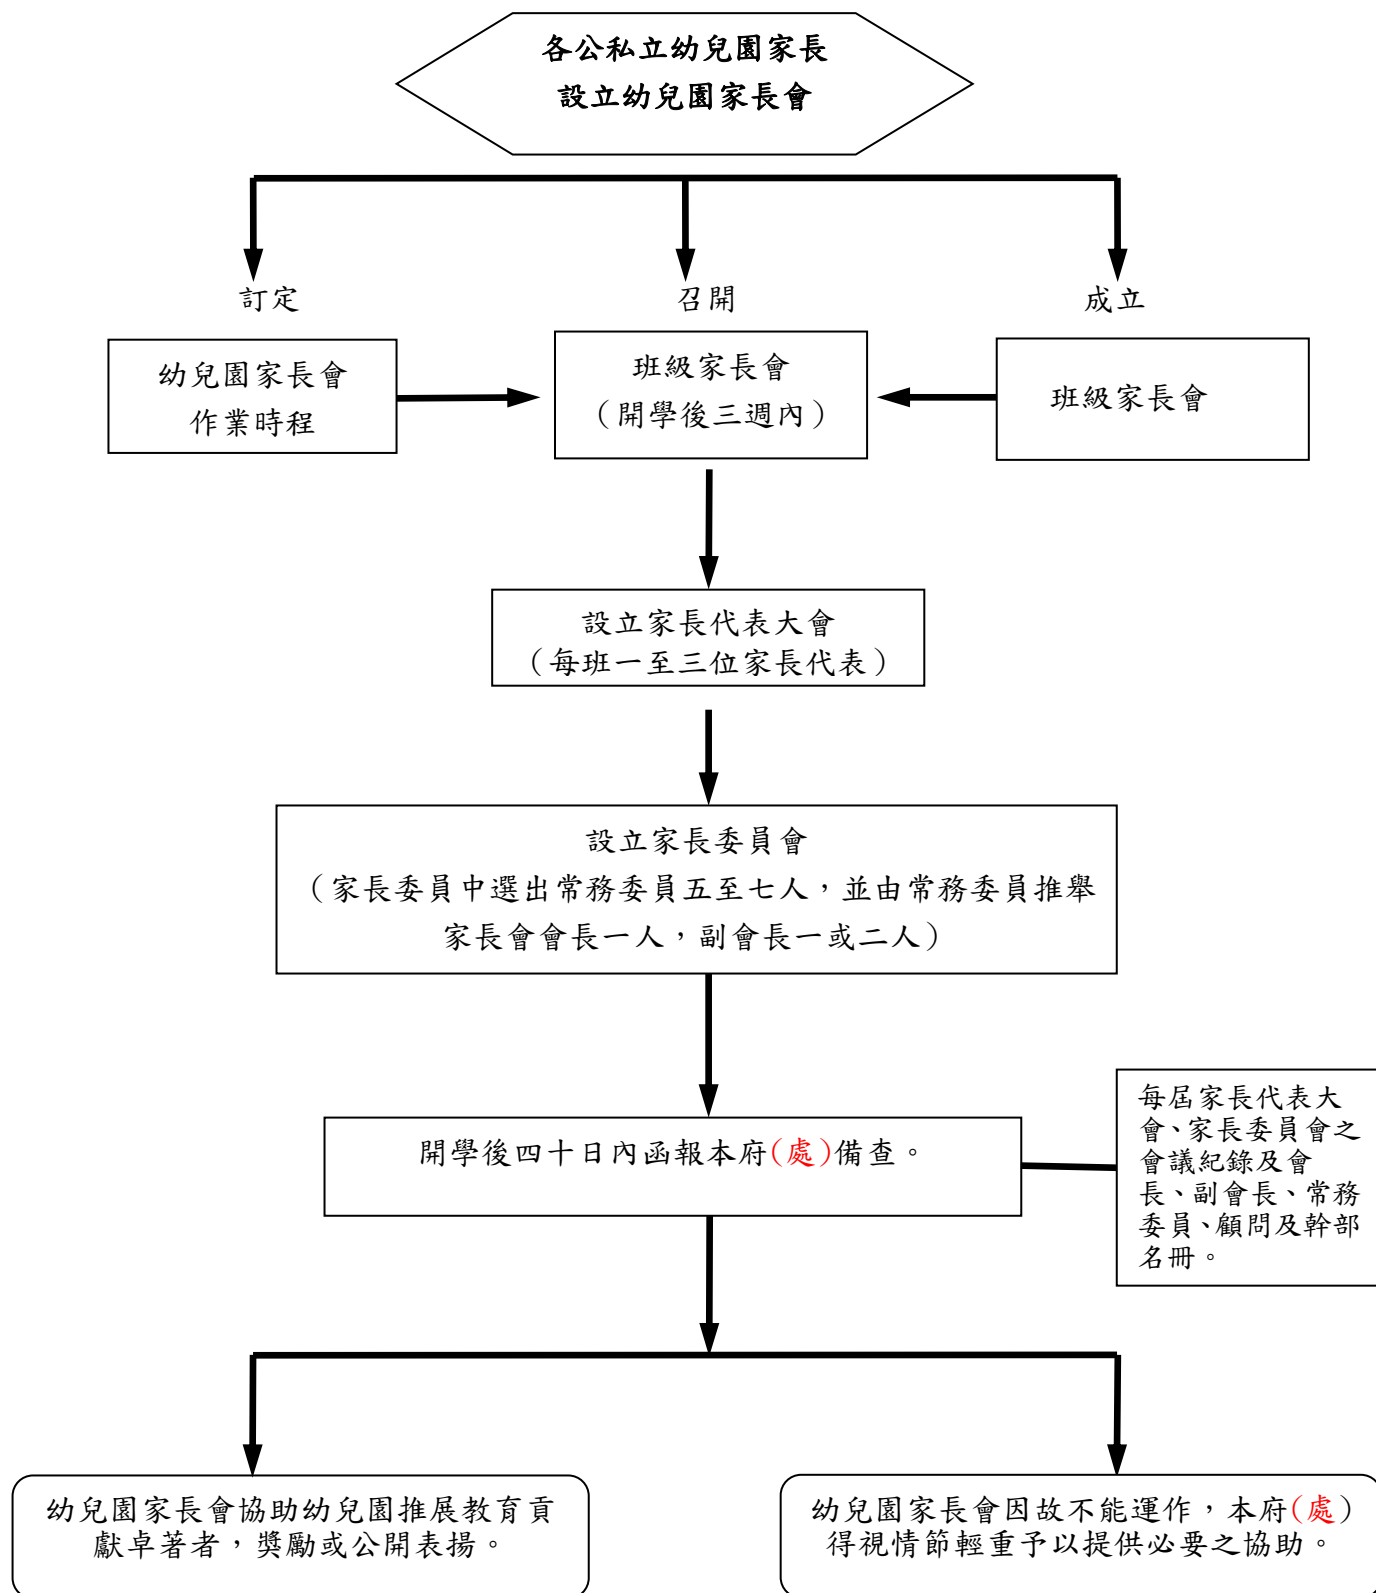 各公私立幼兒園家長
設立幼兒園家長會
訂定
召開
成立
幼兒園家長會
作業時程
班級家長會
（開學後三週內）
班級家長會
設立家長代表大會
（每班一至三位家長代表）
設立家長委員會
（家長委員中選出常務委員五至七人，並由常務委員推舉
家長會會長一人，副會長一或二人）
開學後四十日內函報本府(處)備查。
每屆家長代表大
會、家長委員會之
會議紀錄及會
長、副會長、常務
委員、顧問及幹部
名冊。
幼兒園家長會協助幼兒園推展教育貢
獻卓著者，獎勵或公開表揚。
幼兒園家長會因故不能運作，本府(處)
得視情節輕重予以提供必要之協助。